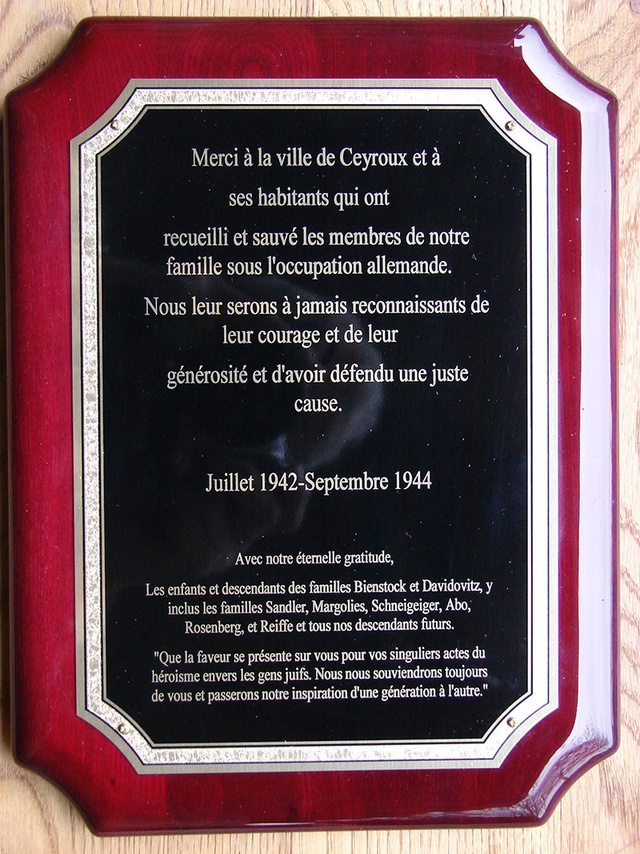 Merci à la ville de Ceyroux et à
ses habitants qui ont
recueilli et sauvé les membres de notre
famille sous l'occupation allemande.
Nous leur serons à jamais reconnaissants de
leur courage et de leur
générosité et d'avoir défendu une juste
cause.
Juillet 1942-Septembre 1944
Avec notre éternelle gratitude,
Les enfants et descendants des familles Bienstock et Davidovitz, y
inclus les familles Sandler, Margolies, Schneigeiger, Abo,
Rosenberg, et Reiffe et tous nos descendants futurs.
"Que la faveur se présente sur vous pour vos singuliers actes du
héroisme envers les gens juifs. Nous nous souviendrons toujours
de vous et passerons notre inspiration d'une génération à l'autre."